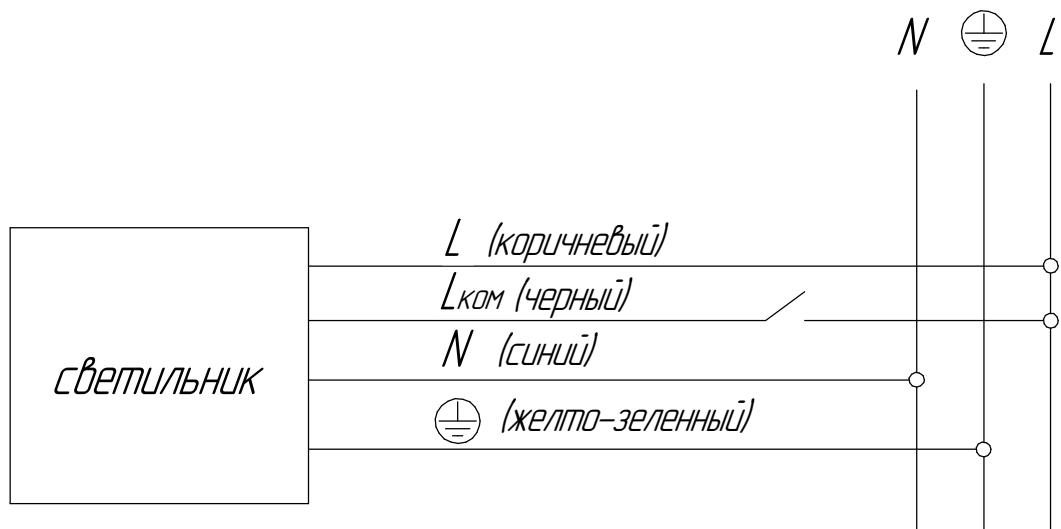 N L
L (коричневый)
Lком (черный)
N (синий)
светильник
(желто-зеленный)